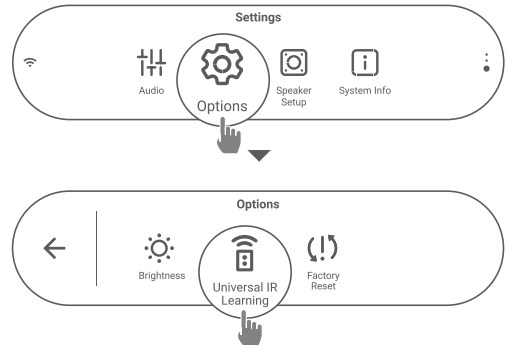 Settings
Audio
Options
Speaker
Setup
System Info
Options
Brightness
Universal IR
Learning
Factory
Reset